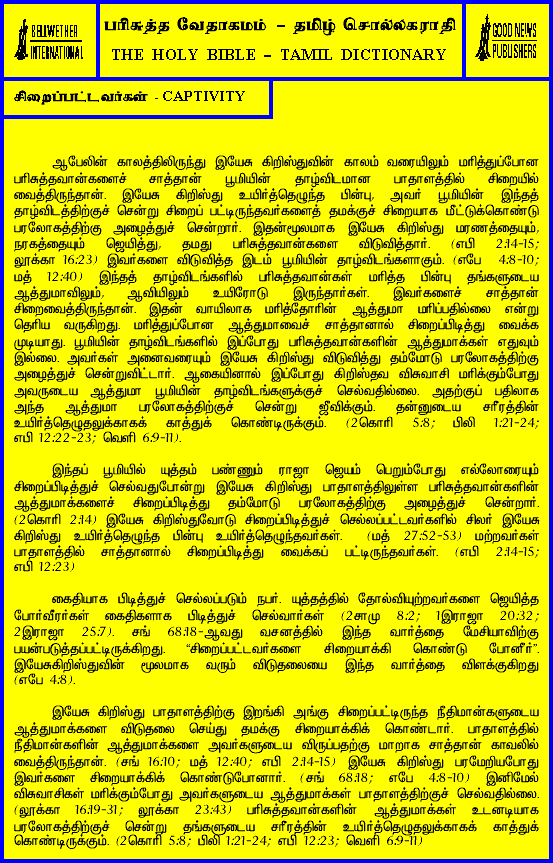 BELLWETHER
INTERNATIONAL
பரிசுத்த வேதாகமம் - தமிழ் சொல்லகராதி
THE HOLY BIBLE - TAMIL DICTIONARY
GOOD NEWS
PUBLISHERS
சிறைப்பட்டவர்கள் - CAPTIVITY
ஆபேலின் காலத்திலிருந்து இயேசு கிறிஸ்துவின் காலம் வரையிலும் மரித்துப்போன
பரிசுத்தவான்களைச் சாத்தான் பூமியின் தாழ்விடமான பாதாளத்தில் சிறையில்
வைத்திருந்தான். இயேசு கிறிஸ்து உயிர்த்தெழுந்த பின்பு, அவர் பூமியின் இந்தத்
தாழ்விடத்திற்குச் சென்று சிறைப் பட்டிருந்தவர்களைத் தமக்குச் சிறையாக மீட்டுக்கொண்டு
பரலோகத்திற்கு அழைத்துச் சென்றார். இதன்மூலமாக இயேசு கிறிஸ்து மரணத்தையும்,
நரகத்தையும் ஜெயித்து, தமது பரிசுத்தவான்களை விடுவித்தார். (எபி 2:14-15;
லூக்கா 16:23) இவர்களை விடுவித்த இடம் பூமியின் தாழ்விடங்களாகும். (எபே 4:8-10;
மத் 12:40) இந்தத் தாழ்விடங்களில் பரிசுத்தவான்கள் மரித்த பின்பு தங்களுடைய
ஆத்துமாவிலும், ஆவியிலும் உயிரோடு இருந்தார்கள். இவர்களைச் சாத்தான்
சிறைவைத்திருந்தான். இதன் வாயிலாக மரித்தோரின் ஆத்துமா மரிப்பதில்லை என்று
தெரிய வருகிறது. மரித்துப்போன ஆத்துமாவைச் சாத்தானால் சிறைப்பிடித்து வைக்க
முடியாது. பூமியின் தாழ்விடங்களில் இப்போது பரிசுத்தவான்களின் ஆத்துமாக்கள் எதுவும்
இல்லை. அவர்கள் அனைவரையும் இயேசு கிறிஸ்து விடுவித்து தம்மோடு பரலோகத்திற்கு
அழைத்துச் சென்றுவிட்டார். ஆகையினால் இப்போது கிறிஸ்தவ விசுவாசி மரிக்கும்போது
அவருடைய ஆத்துமா பூமியின் தாழ்விடங்களுக்குச் செல்வதில்லை. அதற்குப் பதிலாக
அந்த ஆத்துமா பரலோகத்திற்குச் சென்று ஜீவிக்கும். தன்னுடைய சரீரத்தின்
உயிர்த்தெழுதலுக்காகக் காத்துக் கொண்டிருக்கும். (2கொரி 5:8; பிலி 1:21-24;
எபி 12:22-23; வெளி 6:9-11).
இந்தப் பூமியில் யுத்தம் பண்ணும் ராஜா ஜெயம் பெறும்போது எல்லோரையும்
சிறைப்பிடித்துச் செல்வதுபோன்று இயேசு கிறிஸ்து பாதாளத்திலுள்ள பரிசுத்தவான்களின்
ஆத்துமாக்களைச் சிறைப்பிடித்து தம்மோடு பரலோகத்திற்கு அழைத்துச் சென்றார்.
(2கொரி 2:14) இயேசு கிறிஸ்துவோடு சிறைப்பிடித்துச் செல்லப்பட்டவர்களில் சிலர் இயேசு
கிறிஸ்து உயிர்த்தெழுந்த பின்பு உயிர்த்தெழுந்தவர்கள். (மத் 27:52-53) மற்றவர்கள்
பாதாளத்தில் சாத்தானால் சிறைப்பிடித்து வைக்கப் பட்டிருந்தவர்கள். (எபி 2:14-15;
எபி 12:23)
கைதியாக பிடித்துச் செல்லப்படும் நபர். யுத்தத்தில் தோல்வியுற்றவர்களை ஜெயித்த
போர்வீரர்கள் கைதிகளாக பிடித்துச் செல்வார்கள் (2சாமு 8:2; 1இராஜா 20:32;
2இராஜா 25:7). சங் 68:18-ஆவது வசனத்தில் இந்த வார்த்தை மேசியாவிற்கு
பயன்படுத்தப்பட்டிருக்கிறது. "சிறைப்பட்டவர்களை சிறையாக்கி கொண்டு போனீர்".
இயேசுகிறிஸ்துவின் மூலமாக வரும் விடுதலையை இந்த வார்த்தை விளக்குகிறது
(எபே 4:8).
இயேசு கிறிஸ்து பாதாளத்திற்கு இறங்கி அங்கு சிறைப்பட்டிருந்த நீதிமான்களுடைய
ஆத்துமாக்களை விடுதலை செய்து தமக்கு சிறையாக்கிக் கொண்டார். பாதாளத்தில்
நீதிமான்களின் ஆத்துமாக்களை அவர்களுடைய விருப்பதற்கு மாறாக சாத்தான் காவலில்
வைத்திருந்தான். (சங் 16:10; மத் 12:40; எபி 2:14-15) இயேசு கிறிஸ்து பரமேறியபோது
இவர்களை சிறையாக்கிக் கொண்டுபோனார். (சங் 68:18; எபே 4:8-10) இனிமேல்
விசுவாசிகள் மரிக்கும்போது அவர்களுடைய ஆத்துமாக்கள் பாதாளத்திற்குச் செல்வதில்லை.
(லூக்கா 16:19-31; லூக்கா 23:43) பரிசுத்தவான்களின் ஆத்துமாக்கள் உடனடியாக
பரலோகத்திற்குச் சென்று தங்களுடைய சரீரத்தின் உயிர்த்தெழுதலுக்காகக் காத்துக்
கொண்டிருக்கும். (2கொரி 5:8; பிலி 1:21-24; எபி 12:23; வெளி 6:9-11)